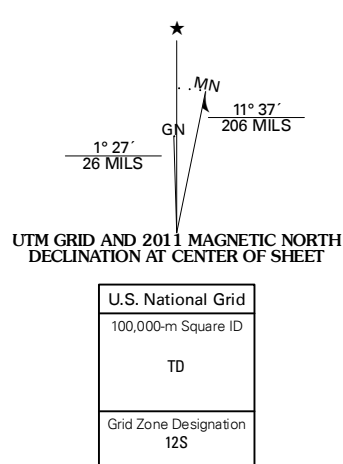 ★
MN
GN
11° 37´
206 MILS
1° 27´
26 MILS
UTM GRID AND 2011 MAGNETIC NORTH
DECLINATION AT CENTER OF SHEET
U.S. National Grid
100,000-m Square ID
TD
Grid Zone Designation
12S